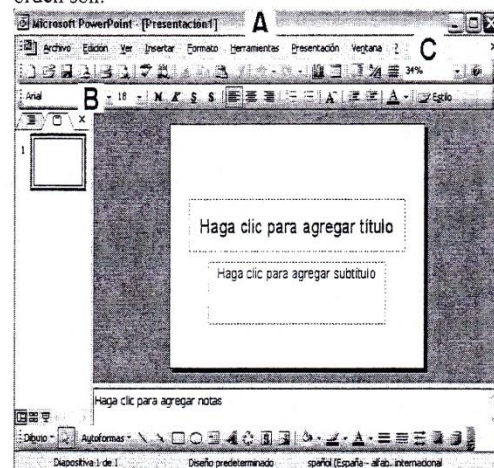 orden son:
A
Microsoft PowerPoint - [Presentación1]
Archivo Edición Ver Insertar Formato Herramientas Presentación Ventana ?
C
34%
Arial
B
18
N K S S
A
A
Estilo
1
Haga clic para agregar título
Haga clic para agregar subtítulo
Haga clic para agregar notas
Dibujo Autoformas
A
Diapositiva 1 de 1 Diseño predeterminado spañol (España - alfab. internacional